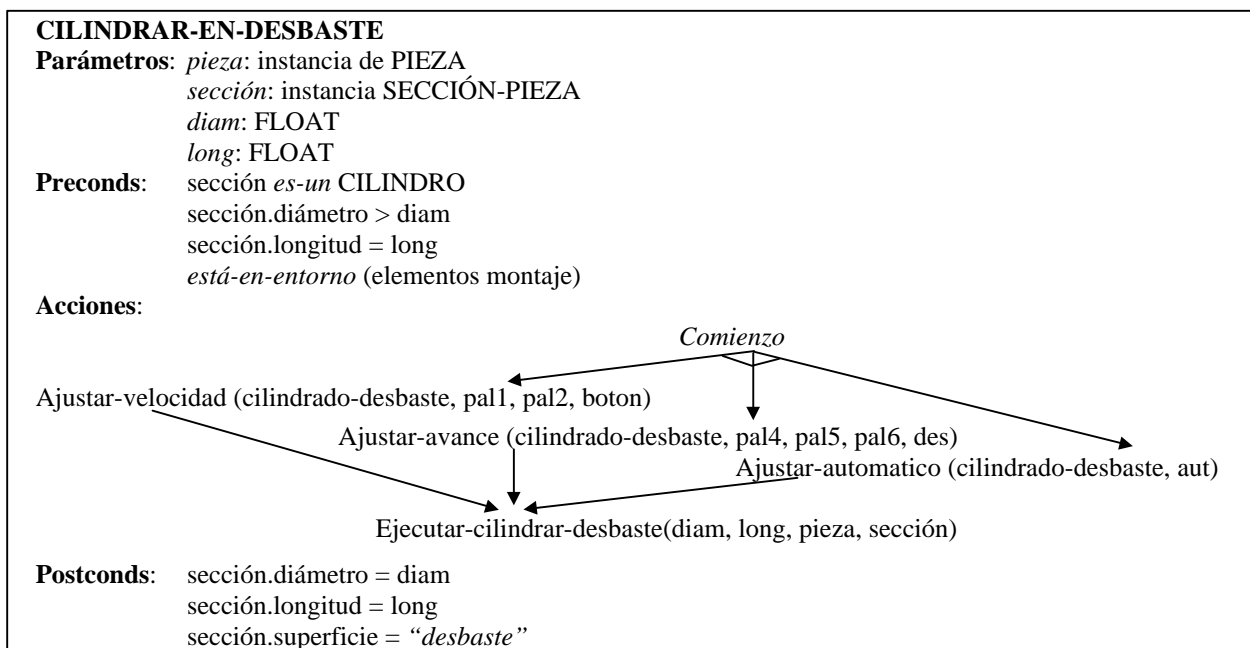 CILINDRAR-EN-DESBASTE
Parámetros: pieza: instancia de PIEZA
sección: instancia SECCIÓN-PIEZA
diam: FLOAT
long: FLOAT
Preconds: sección es-un CILINDRO
sección.diámetro > diam
sección.longitud = long
está-en-entorno (elementos montaje)
Acciones:
Comienzo
Ajustar-velocidad (cilindrado-desbaste, pal1, pal2, boton)
Ajustar-avance (cilindrado-desbaste, pal4, pal5, pal6, des)
Ajustar-automatico (cilindrado-desbaste, aut)
Ejecutar-cilindrar-desbaste(diam, long, pieza, sección)
Postconds: sección.diámetro = diam
sección.longitud = long
sección.superficie = “desbaste”